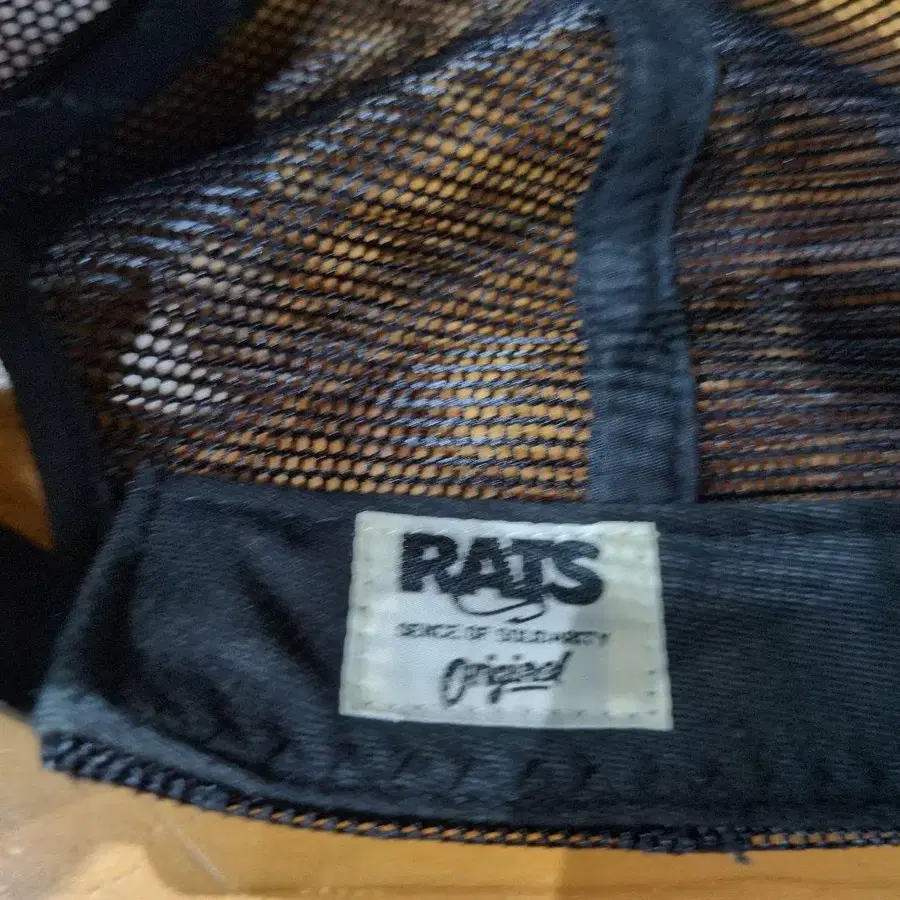 RATS
SENCE OF SOLIDARITY
Original